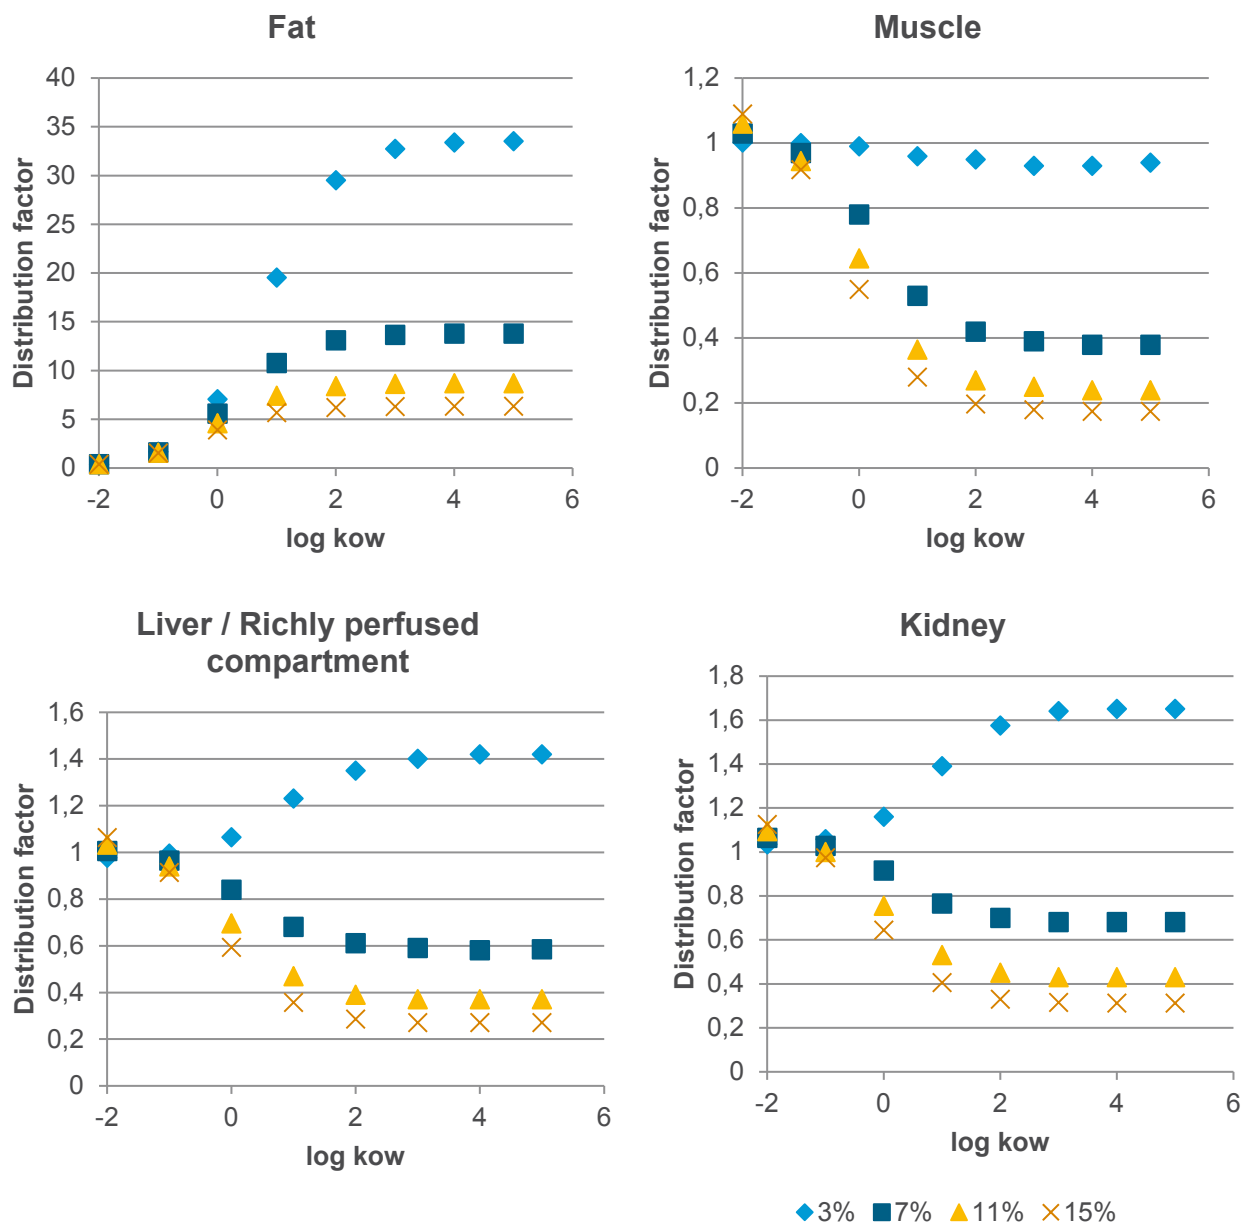 Fat
40
35
30
25
20
15
10
5
0
-2 0 2 4 6
Distribution factor
log kow
Muscle
1,2
1
0,8
0,6
0,4
0,2
0
-2 0 2 4 6
Distribution factor
log kow
Liver / Richly perfused
compartment
1,6
1,4
1,2
1
0,8
0,6
0,4
0,2
0
-2 0 2 4 6
Distribution factor
log kow
Kidney
1,8
1,6
1,4
1,2
1
0,8
0,6
0,4
0,2
0
-2 0 2 4 6
Distribution factor
log kow
3% 7% 11% 15%